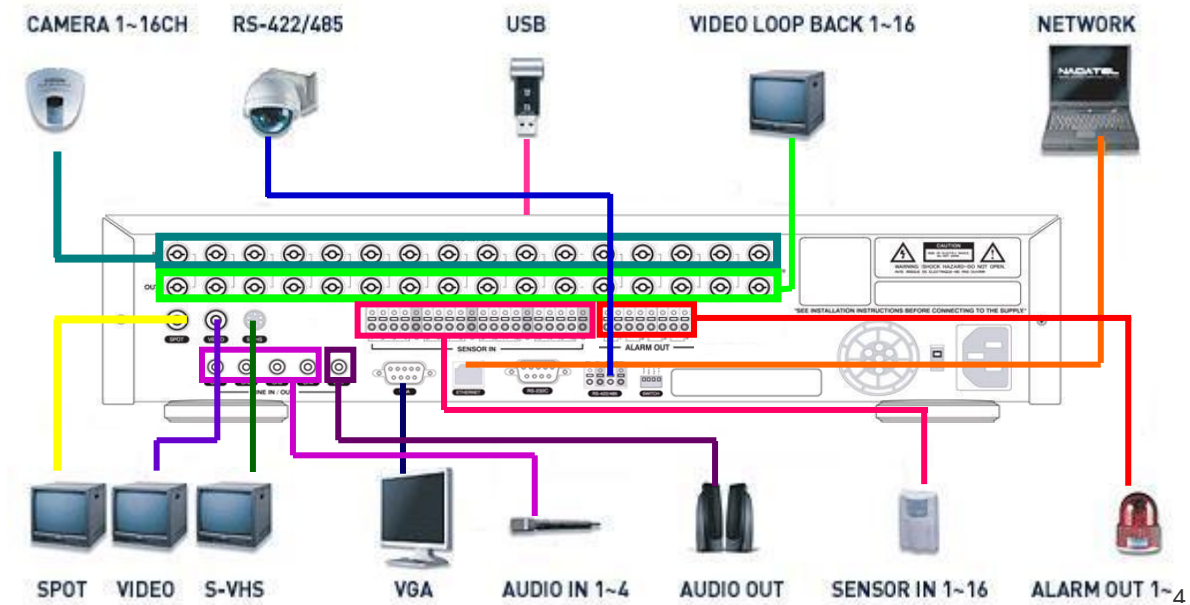 CAMERA 1~16CH
RS-422/485
USB
VIDEO LOOP BACK 1~16
NETWORK
NADATEL
CAUTION
WARNING: SHOCK HAZARD-DO NOT OPEN.
"SEE INSTALLATION INSTRUCTIONS BEFORE CONNECTING TO THE SUPPLY"
SPOT
SENSOR IN
ALARM OUT
ETHERNET
RS-232C
RS-422/485
SWITCH
SPOT
VIDEO
S-VHS
VGA
AUDIO IN 1~4
AUDIO OUT
SENSOR IN 1~16
ALARM OUT 1~4